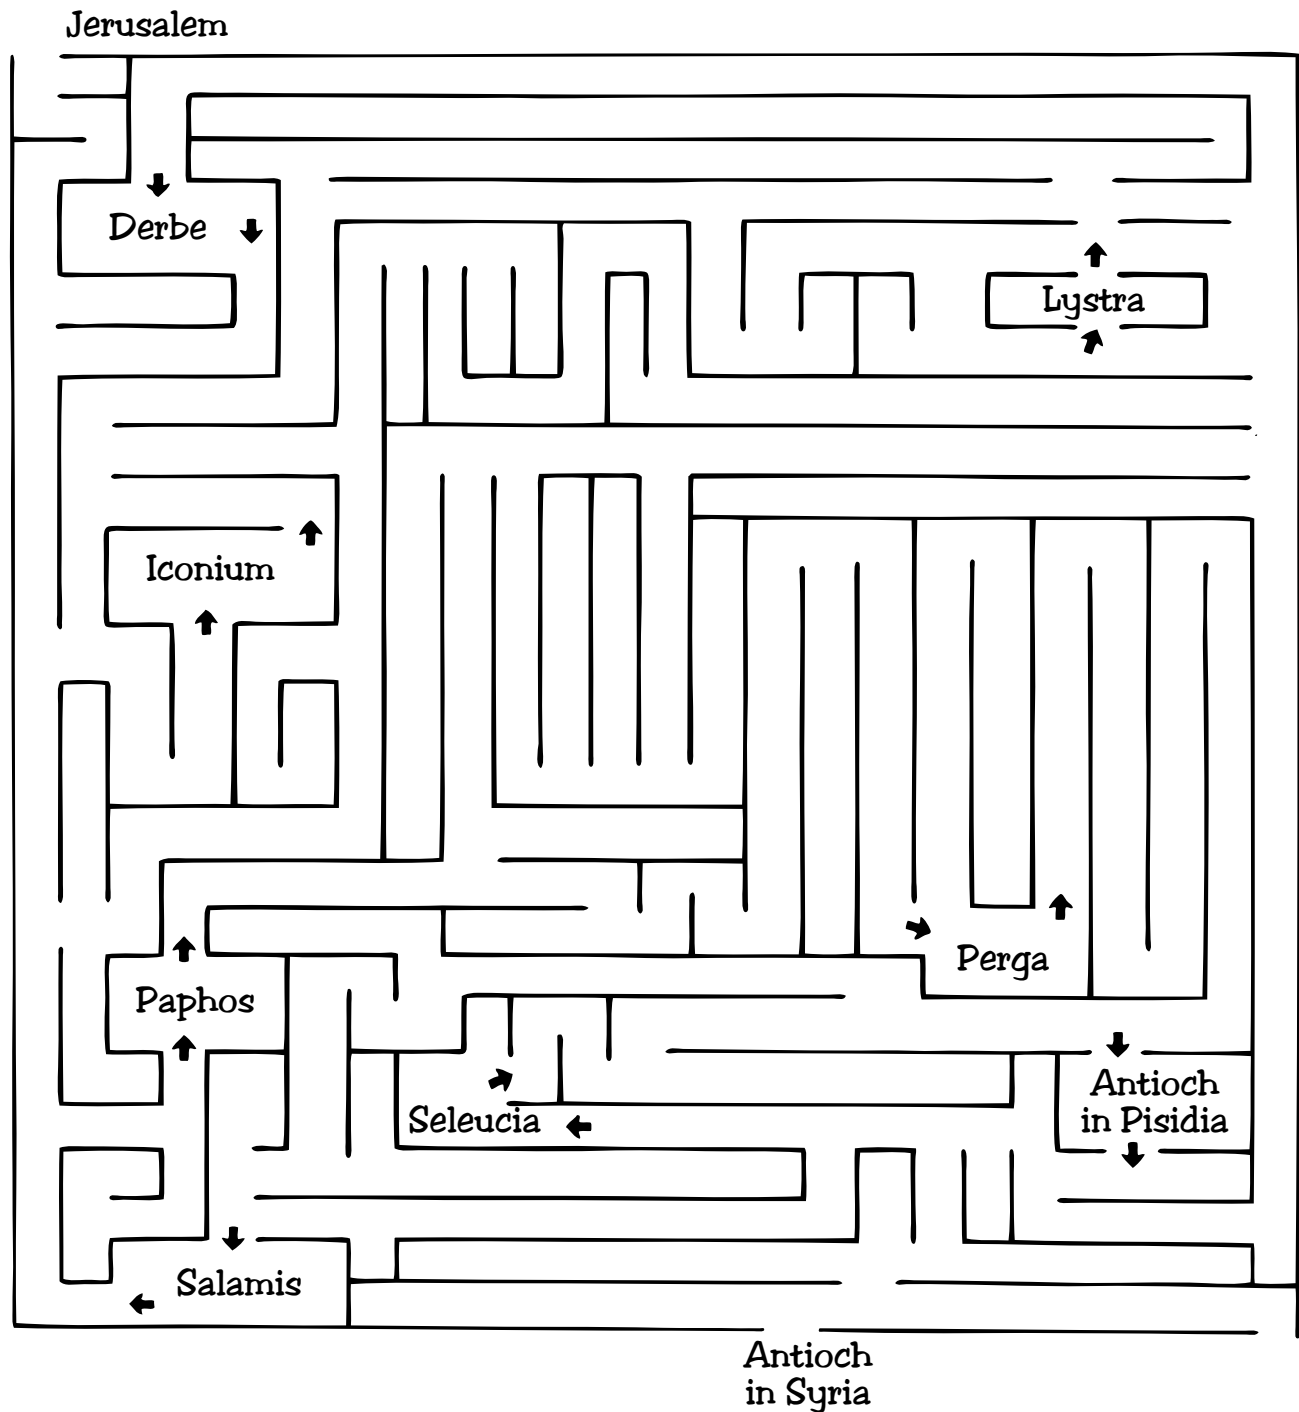 Jerusalem
Derbe
Lystra
Iconium
Perga
Paphos
Antioch
in Pisidia
Seleucia
Salamis
Antioch
in Syria